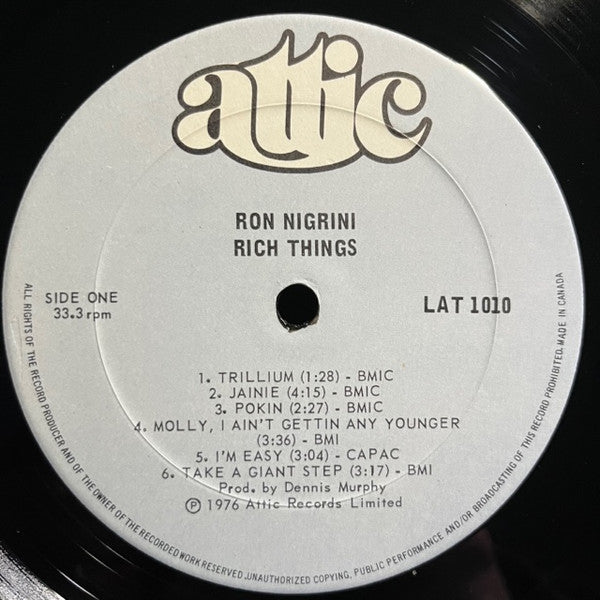 attic
RON NIGRINI
RICH THINGS
SIDE ONE
33.3 rpm
LAT 1010
1. TRILLIUM (1:28) - BMIC
2. JAINIE (4:15) - BMIC
3. POKIN (2:27) - BMIC
4. MOLLY, I AIN'T GETTIN ANY YOUNGER
(3:36) - BMI
5. I'M EASY (3:04) - CAPAC
6. TAKE A GIANT STEP (3:17) - BMI
Prod. by Dennis Murphy
Ⓟ 1976 Attic Records Limited
ALL RIGHTS OF THE RECORD PRODUCER AND OF THE OWNER OF THE RECORDED WORK RESERVED.UNAUTHORIZED COPYING, PUBLIC PERFORMANCE AND/OR BROADCASTING OF THIS RECORD PROHIBITED. MADE IN CANADA